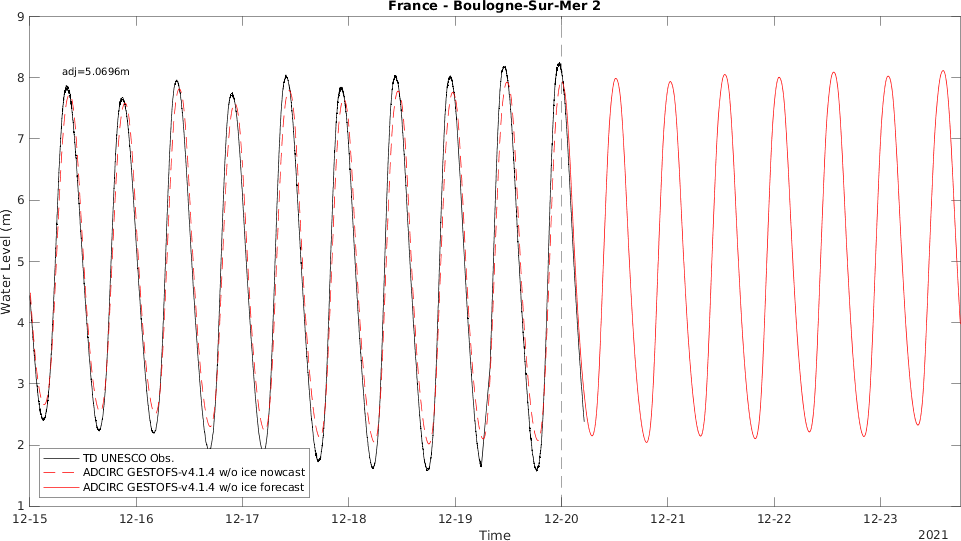 France - Boulogne-Sur-Mer 2
adj=5.0696m
9
8
7
6
5
4
3
2
1
Water Level (m)
TD UNESCO Obs.
ADCIRC GESTOFS-v4.1.4 w/o ice nowcast
ADCIRC GESTOFS-v4.1.4 w/o ice forecast
12-15 12-16 12-17 12-18 12-19 12-20 12-21 12-22 12-23
Time
2021